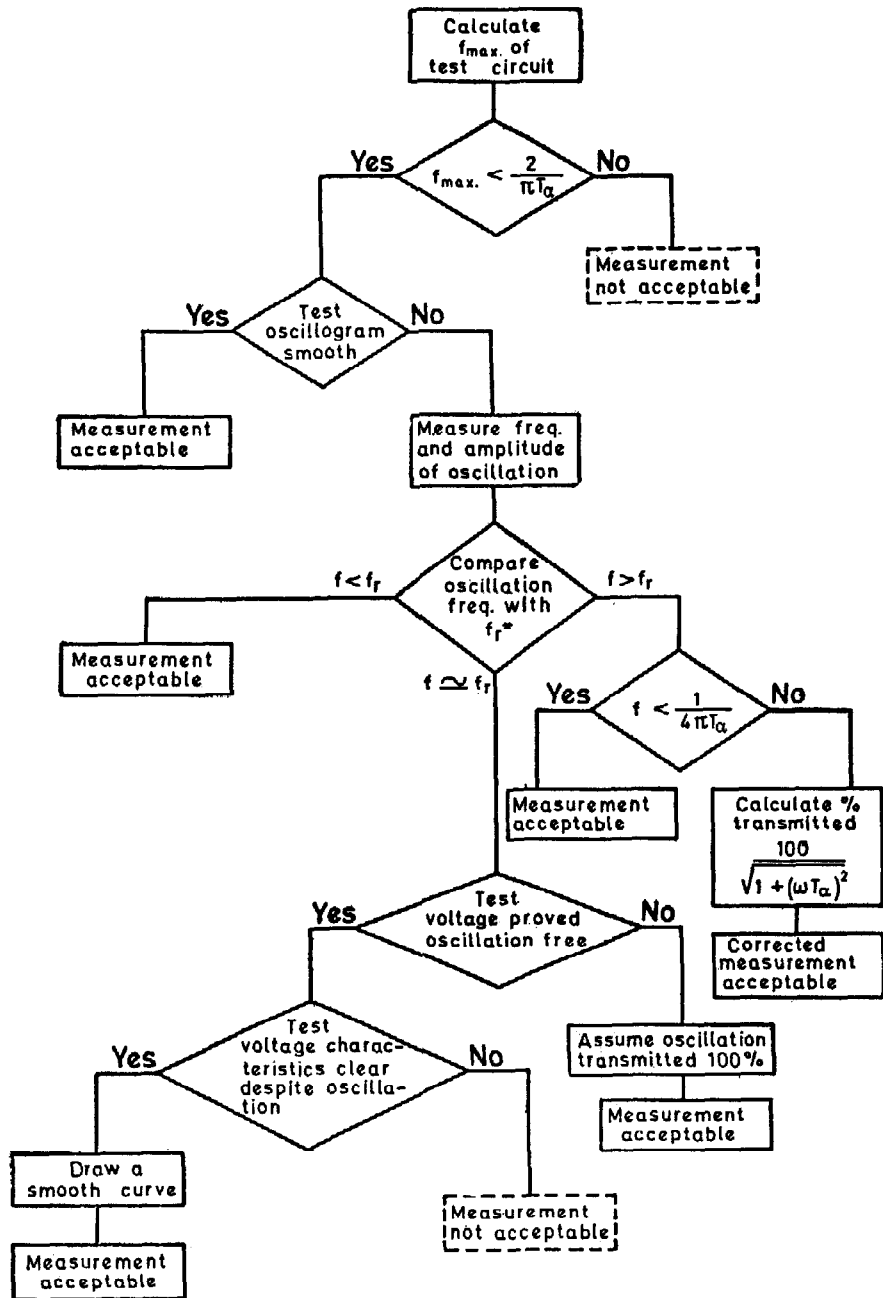 Calculate
fmax. of
test circuit
Yes
fmax. < 2/πTα
No
Measurement
not acceptable
Yes
Test
oscillogram
smooth
No
Measurement
acceptable
Measure freq.
and amplitude
of oscillation
f<fr
Compare
oscillation
freq. with
fr*
f>fr
Measurement
acceptable
f ≃ fr
Yes
f < 1/4πTα
No
Measurement
acceptable
Calculate %
transmitted
100
√1 + (ωTα)²
Corrected
measurement
acceptable
Yes
Test
voltage proved
oscillation free
No
Assume oscillation
transmitted 100%
Measurement
acceptable
Yes
Test
voltage charac-
teristics clear
despite oscilla-
tion
No
Draw a
smooth curve
Measurement
acceptable
Measurement
not acceptable